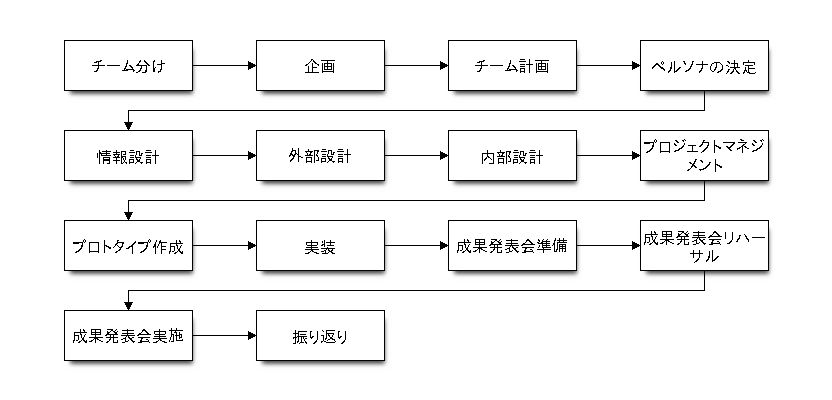 チーム分け
企画
チーム計画
ペルソナの決定
情報設計
外部設計
内部設計
プロジェクトマネジ
メント
プロトタイプ作成
実装
成果発表会準備
成果発表会リハー
サル
成果発表会実施
振り返り